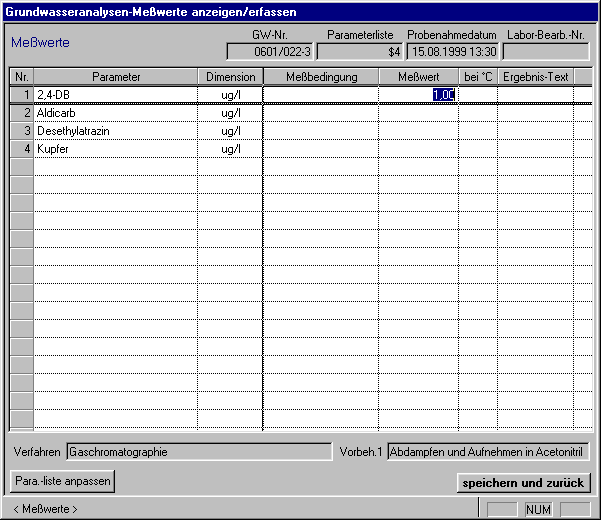 Grundwasseranalysen-Meßwerte anzeigen/erfassen
Meßwerte
GW-Nr. Parameterliste Probenahmedatum Labor-Bearb.-Nr.
0601/022-3 $4 15.08.1999 13:30
Nr. Parameter Dimension Meßbedingung Meßwert bei °C Ergebnis-Text
1 2,4-DB ug/l 1,00
2 Aldicarb ug/l
3 Desethylatrazin ug/l
4 Kupfer ug/l
Verfahren Gaschromatographie Vorbeh.1 Abdampfen und Aufnehmen in Acetonitril
Para.-liste anpassen speichern und zurück
< Meßwerte > NUM